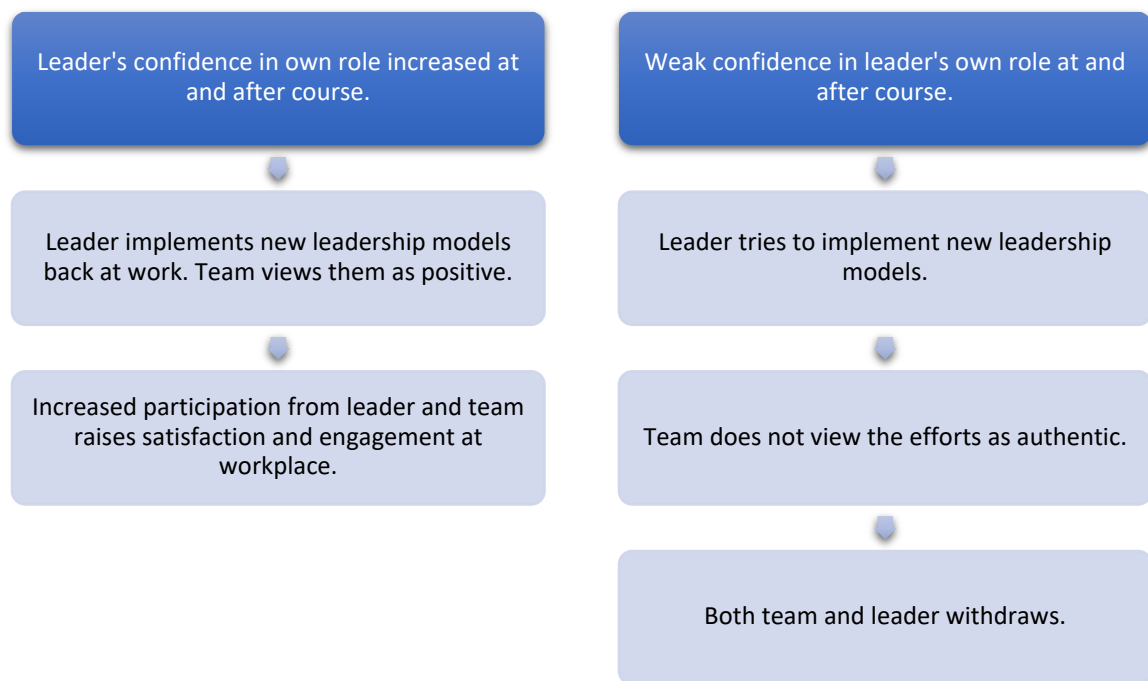 Leader's confidence in own role increased at
and after course.
Leader implements new leadership models
back at work. Team views them as positive.
Increased participation from leader and team
raises satisfaction and engagement at
workplace.
Weak confidence in leader's own role at and
after course.
Leader tries to implement new leadership
models.
Team does not view the efforts as authentic.
Both team and leader withdraws.